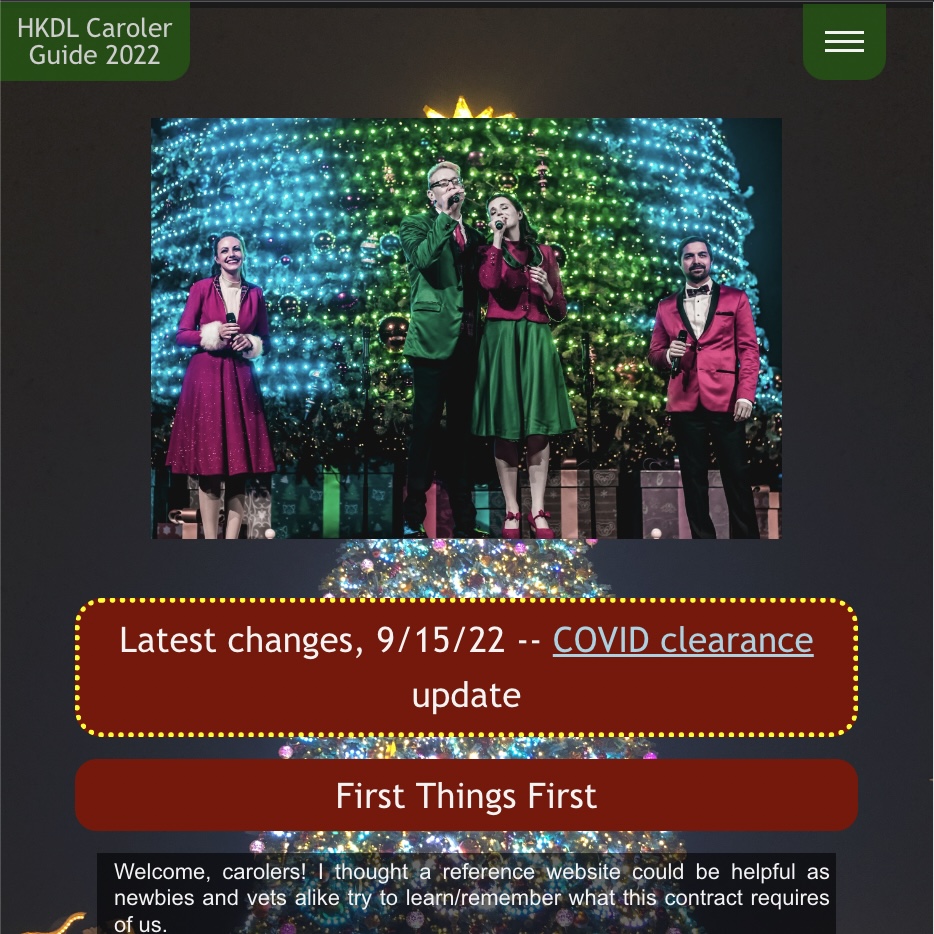 HKDL Caroler
Guide 2022
Latest changes, 9/15/22 -- COVID clearance
update
First Things First
Welcome, carolers! I thought a reference website could be helpful as
newbies and vets alike try to learn/remember what this contract requires
of us.